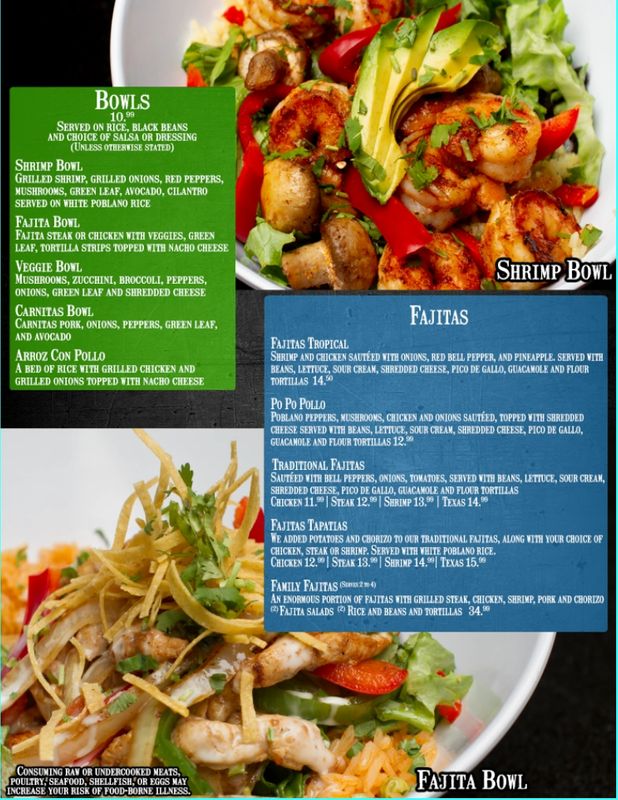 Bowls
10.99
Served on rice, black beans
and choice of salsa or dressing
(Unless otherwise stated)
Shrimp Bowl
Grilled shrimp, grilled onions, red peppers,
mushrooms, green leaf, avocado, cilantro
served on white poblano rice
Fajita Bowl
Fajita steak or chicken with veggies, green
leaf, tortilla strips topped with nacho cheese
Veggie Bowl
Mushrooms, zucchini, broccoli, peppers,
onions, green leaf and shredded cheese
Carnitas Bowl
Carnitas pork, onions, peppers, green leaf,
and avocado
Arroz Con Pollo
A bed of rice with grilled chicken and
grilled onions topped with nacho cheese
Shrimp Bowl
Fajitas
Fajitas Tropical
Shrimp and chicken sautéed with onions, red bell pepper, and pineapple. served with
beans, lettuce, sour cream, shredded cheese, pico de gallo, guacamole and flour
tortillas 14.50
Po Po Pollo
Poblano peppers, mushrooms, chicken and onions sautéed, topped with shredded
cheese served with beans, lettuce, sour cream, shredded cheese, pico de gallo,
guacamole and flour tortillas 12.99
Traditional Fajitas
Sautéed with bell peppers, onions, tomatoes, served with beans, lettuce, sour cream,
shredded cheese, pico de gallo, guacamole and flour tortillas
Chicken 11.99 | Steak 12.99 | Shrimp 13.99 | Texas 14.99
Fajitas Tapatias
We added potatoes and chorizo to our traditional fajitas, along with your choice of
chicken, steak or shrimp. Served with white poblano rice.
Chicken 12.99 | Steak 13.99 | Shrimp 14.99 | Texas 15.99
Family Fajitas (Serves 2 to 4)
An enormous portion of fajitas with grilled steak, chicken, shrimp, pork and chorizo
(2) Fajita salads (2) Rice and beans and tortillas 34.99
Consuming raw or undercooked meats,
poultry, seafood, shellfish, or eggs may
increase your risk of food-borne illness.
Fajita Bowl